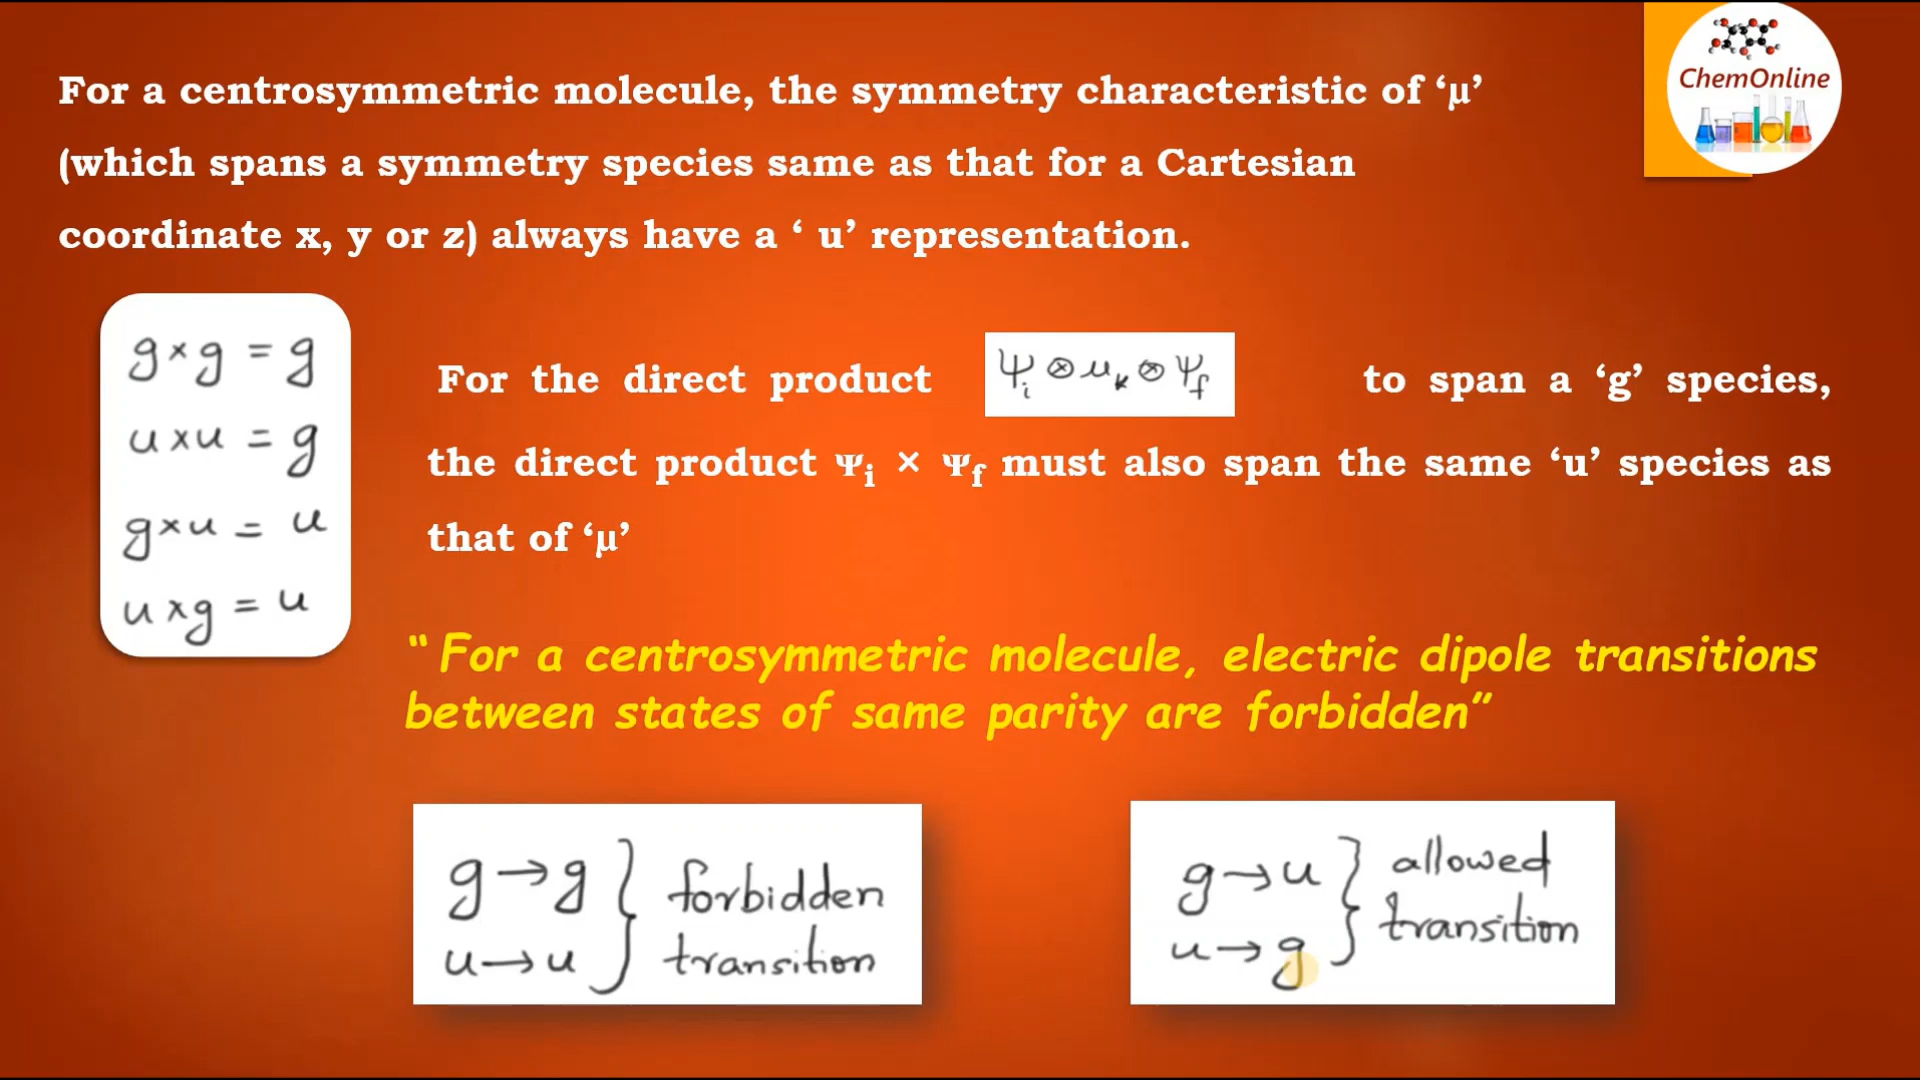 ChemOnline
For a centrosymmetric molecule, the symmetry characteristic of ‘μ’
(which spans a symmetry species same as that for a Cartesian
coordinate x, y or z) always have a ‘ u’ representation.
g × g = g
u × u = g
g × u = u
u × g = u
For the direct product Ψi ⊗ μk ⊗ Ψf to span a ‘g’ species,
the direct product Ψi × Ψf must also span the same ‘u’ species as
that of ‘μ’
“ For a centrosymmetric molecule, electric dipole transitions
between states of same parity are forbidden”
g → g } forbidden
u → u transition
g → u } allowed
u → g transition